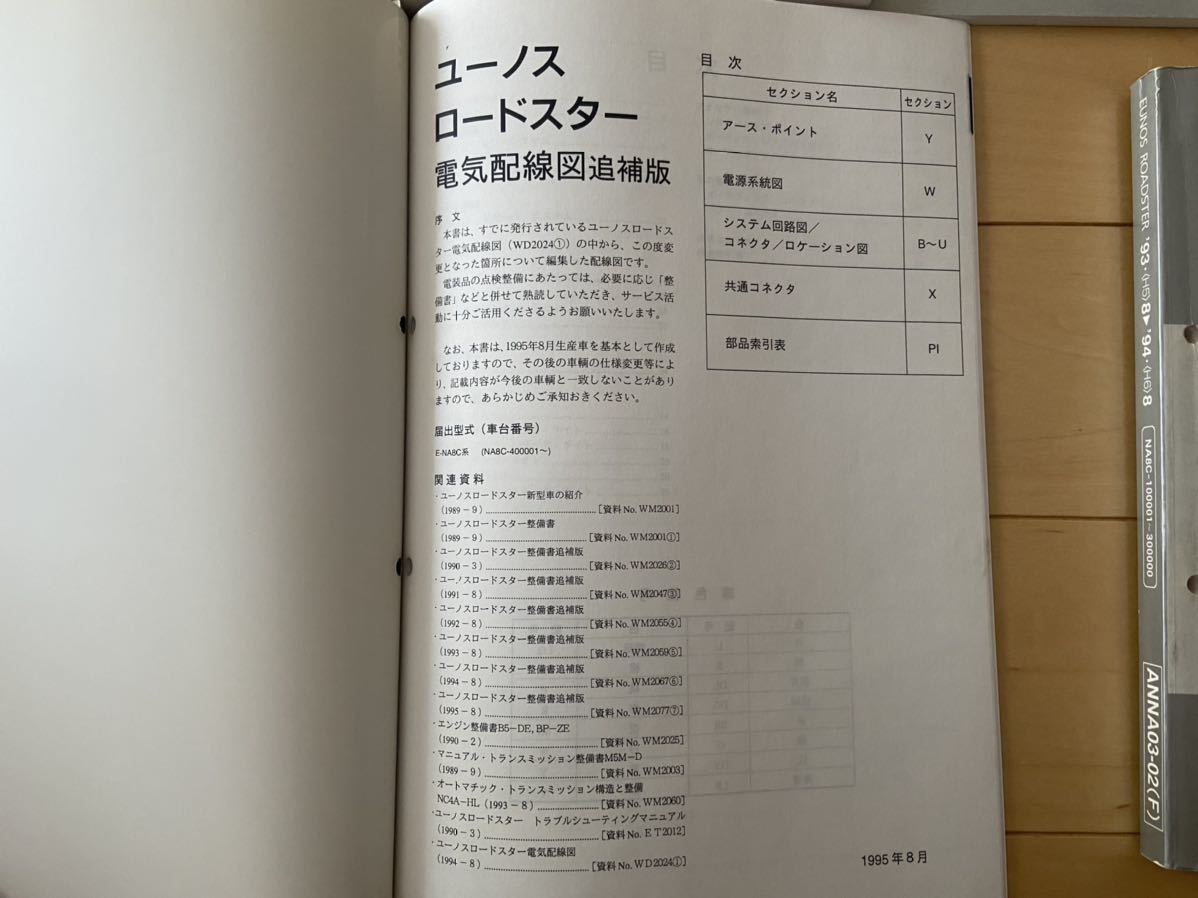 ユーノス
ロードスター
電気配線図追補版
序文
本書は、すでに発行されているユーノスロードス
ター電気配線図（WD2024①）の中から、この度変
更となった箇所について編集した配線図です。
電装品の点検整備にあたっては、必要に応じ「整
備書」などと併せて熟読していただき、サービス活
動に十分ご活用くださるようお願いいたします。
なお、本書は、1995年8月生産車を基本として作成
しておりますので、その後の車輌の仕様変更等によ
り、記載内容が今後の車輌と一致しないことがあり
ますので、あらかじめご承知おきください。
届出型式（車台番号）
E-NA8C系 (NA8C-400001～)
関連資料
・ユーノスロードスター新型車の紹介
（1989－9）……………………[資料No. WM2001]
・ユーノスロードスター整備書
（1989－9）……………………[資料No. WM2001①]
・ユーノスロードスター整備書追補版
（1990－3）……………………[資料No. WM2026②]
・ユーノスロードスター整備書追補版
（1991－8）……………………[資料No. WM2047③]
・ユーノスロードスター整備書追補版
（1992－8）……………………[資料No. WM2055④]
・ユーノスロードスター整備書追補版
（1993－8）……………………[資料No. WM2059⑤]
・ユーノスロードスター整備書追補版
（1994－8）……………………[資料No. WM2067⑥]
・ユーノスロードスター整備書追補版
（1995－8）……………………[資料No. WM2077⑦]
・エンジン整備書B5-DE, BP-ZE
（1990－2）……………………[資料No. WM2025]
・マニュアル・トランスミッション整備書M5M-D
（1989－9）……………………[資料No. WM2003]
・オートマチック・トランスミッション構造と整備
NC4A-HL（1993－8）……………[資料No. WM2060]
・ユーノスロードスター トラブルシューティングマニュアル
（1990－3）……………………[資料No. ET2012]
・ユーノスロードスター電気配線図
（1994－8）……………………[資料No. WD2024①]
目次
セクション名 セクション
アース・ポイント Y
電源系統図 W
システム回路図／
コネクタ／ロケーション図 B～U
共通コネクタ X
部品索引表 PI
1995年8月
EUNOS ROADSTER '93・〈H5〉8▶'94・〈H6〉8
NA8C-100001～300000
ANNA03-02(F)